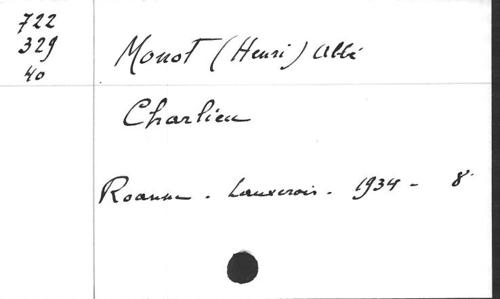 722
329
40
Monot (Henri) Abbé
Charlieu
Roanne - Lauxerois - 1934 - 8°